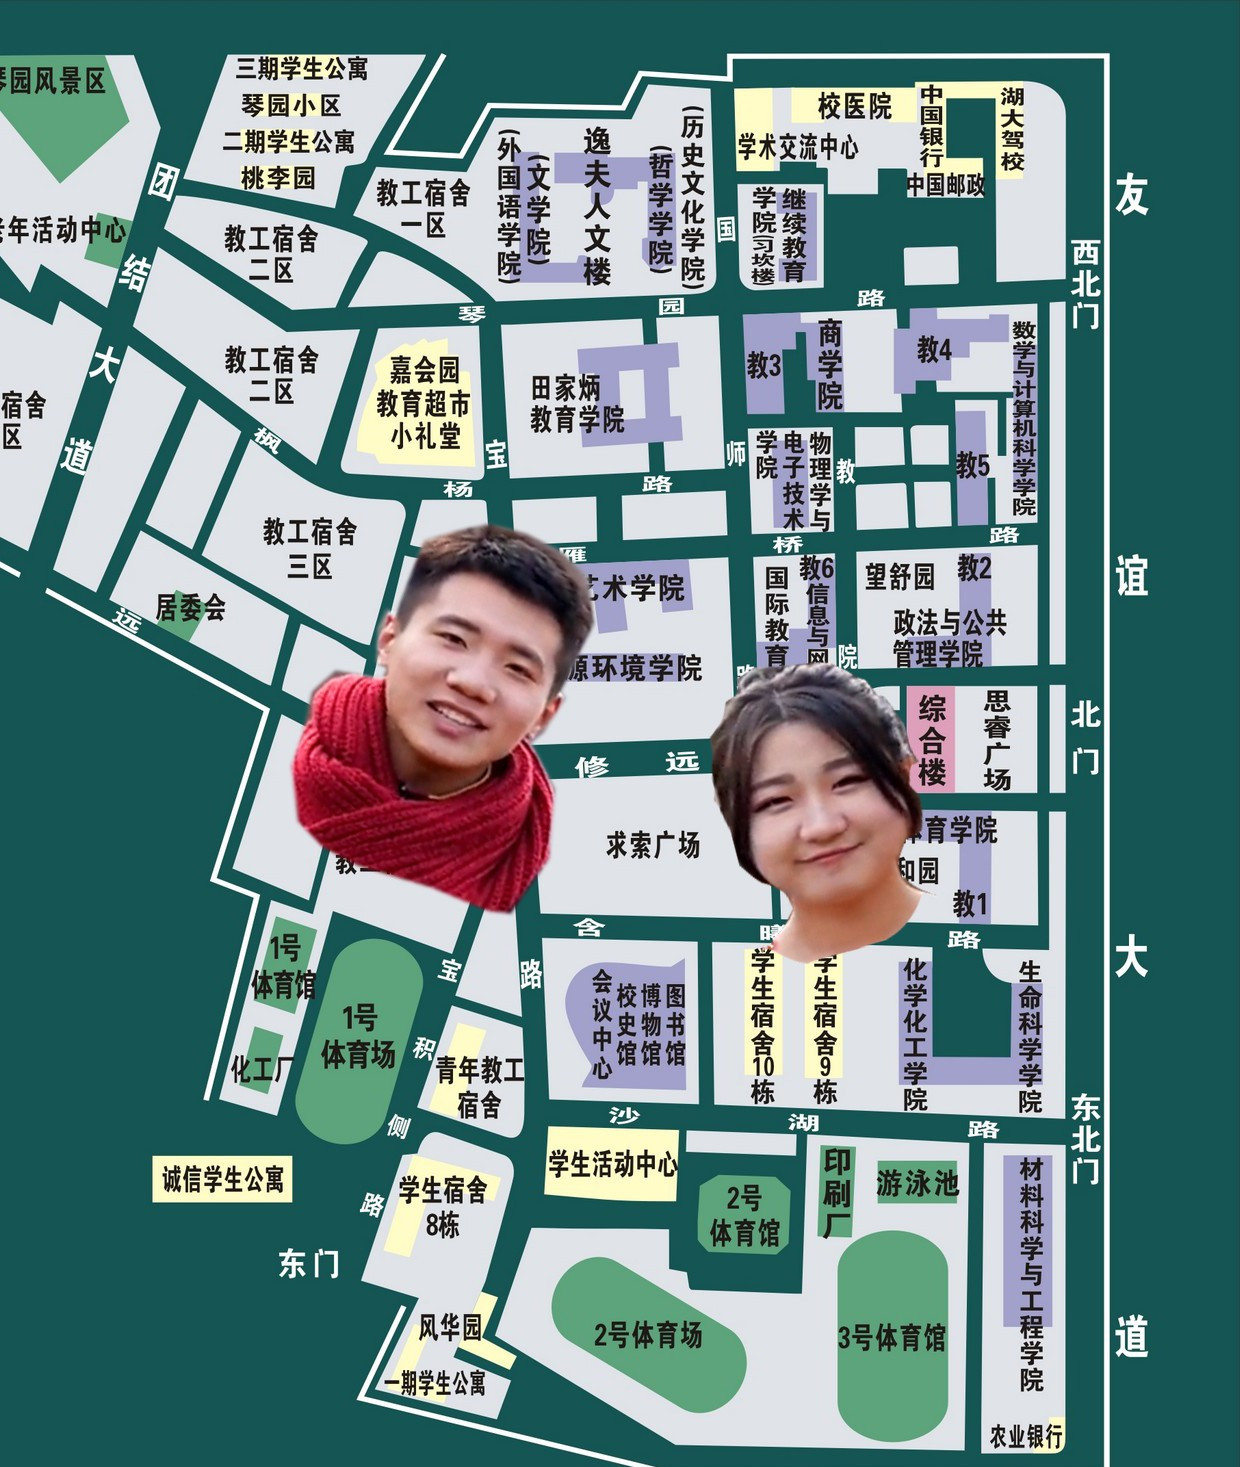 琴园风景区
三期学生公寓
琴园小区
二期学生公寓
桃李园
老年活动中心
团结大道
教工宿舍
一区
教工宿舍
二区
教工宿舍
二区
宿舍
区
(外国语学院)
(文学院)
逸夫人文楼
(哲学学院)
(历史文化学院)
校医院
学术交流中心
中国银行
中国邮政
湖大驾校
继续教育
学院(习坎楼)
国师路
琴园路
西北门
友谊大道
嘉会园
教育超市
小礼堂
田家炳
教育学院
教3
商学院
教4
数学与计算机科学学院
教5
物理学与
电子技术
学院
教院
枫杨路
宝路
教工宿舍
三区
居委会
远
雁桥路
艺术学院
源环境学院
国际教育
教6
信息与网
望舒园
教2
政法与公共
管理学院
综合楼
思睿广场
北门
修远
求索广场
体育学院
和园
教1
教工
含曦路
1号
体育馆
化工厂
1号
体育场
宝积侧路
青年教工
宿舍
会议中心
校史馆
博物馆
图书馆
学生宿舍10栋
学生宿舍9栋
化学化工学院
生命科学学院
沙湖路
东北门
诚信学生公寓
东门
学生宿舍
8栋
学生活动中心
2号
体育馆
印刷厂
游泳池
材料科学与工程学院
风华园
一期学生公寓
2号体育场
3号体育馆
农业银行